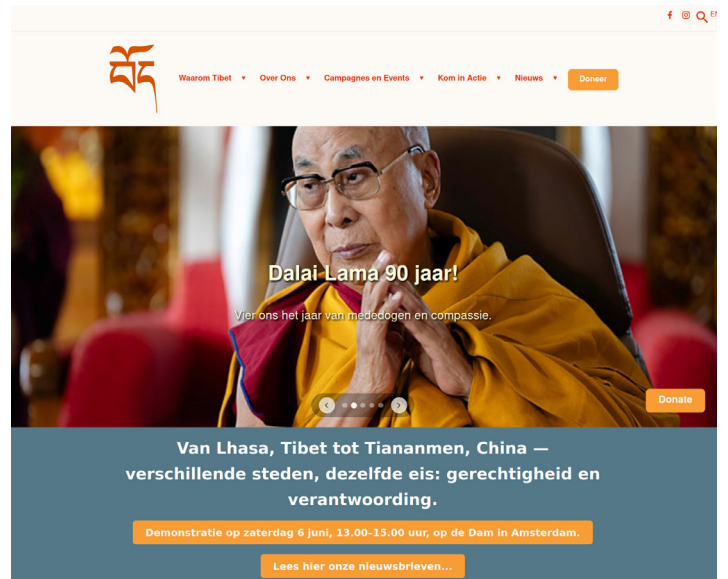 EN
བོད
Waarom Tibet ▼ Over Ons ▼ Campagnes en Events ▼ Kom in Actie ▼ Nieuws ▼ Doneer
Dalai Lama 90 jaar!
Vier ons het jaar van mededogen en compassie.
Donate
Van Lhasa, Tibet tot Tiananmen, China —
verschillende steden, dezelfde eis: gerechtigheid en
verantwoording.
Demonstratie op zaterdag 6 juni, 13.00–15.00 uur, op de Dam in Amsterdam.
Lees hier onze nieuwsbrieven...